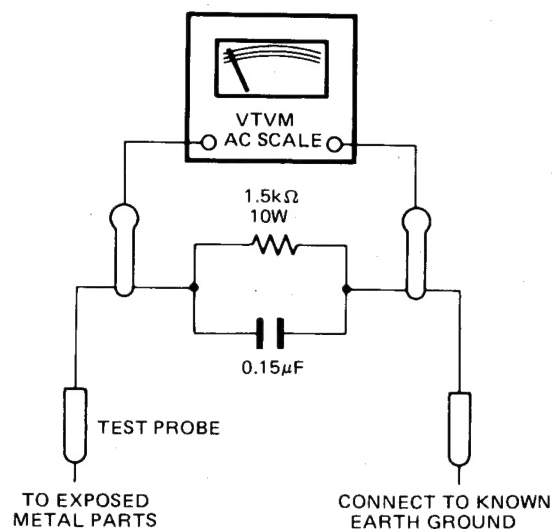 VTVM
AC SCALE
1.5kΩ
10W
0.15μF
TEST PROBE
TO EXPOSED
METAL PARTS
CONNECT TO KNOWN
EARTH GROUND